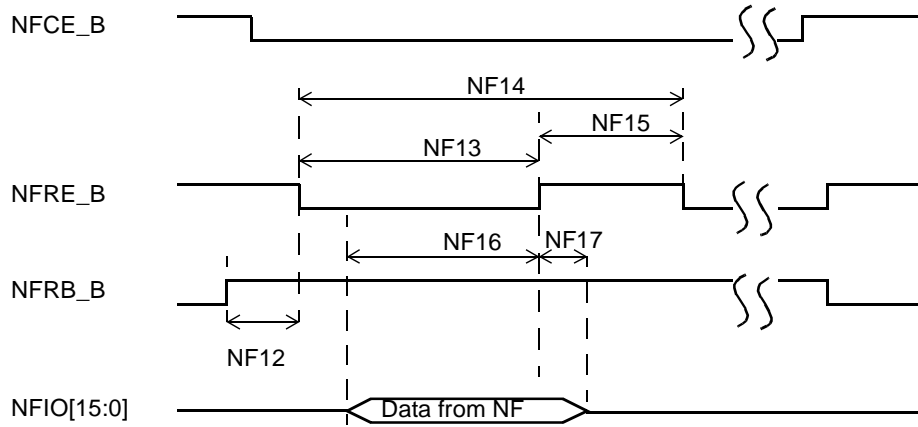 NFCE_B
NF14
NF15
NF13
NFRE_B
NF16
NF17
NFRB_B
NF12
NFIO[15:0]
Data from NF